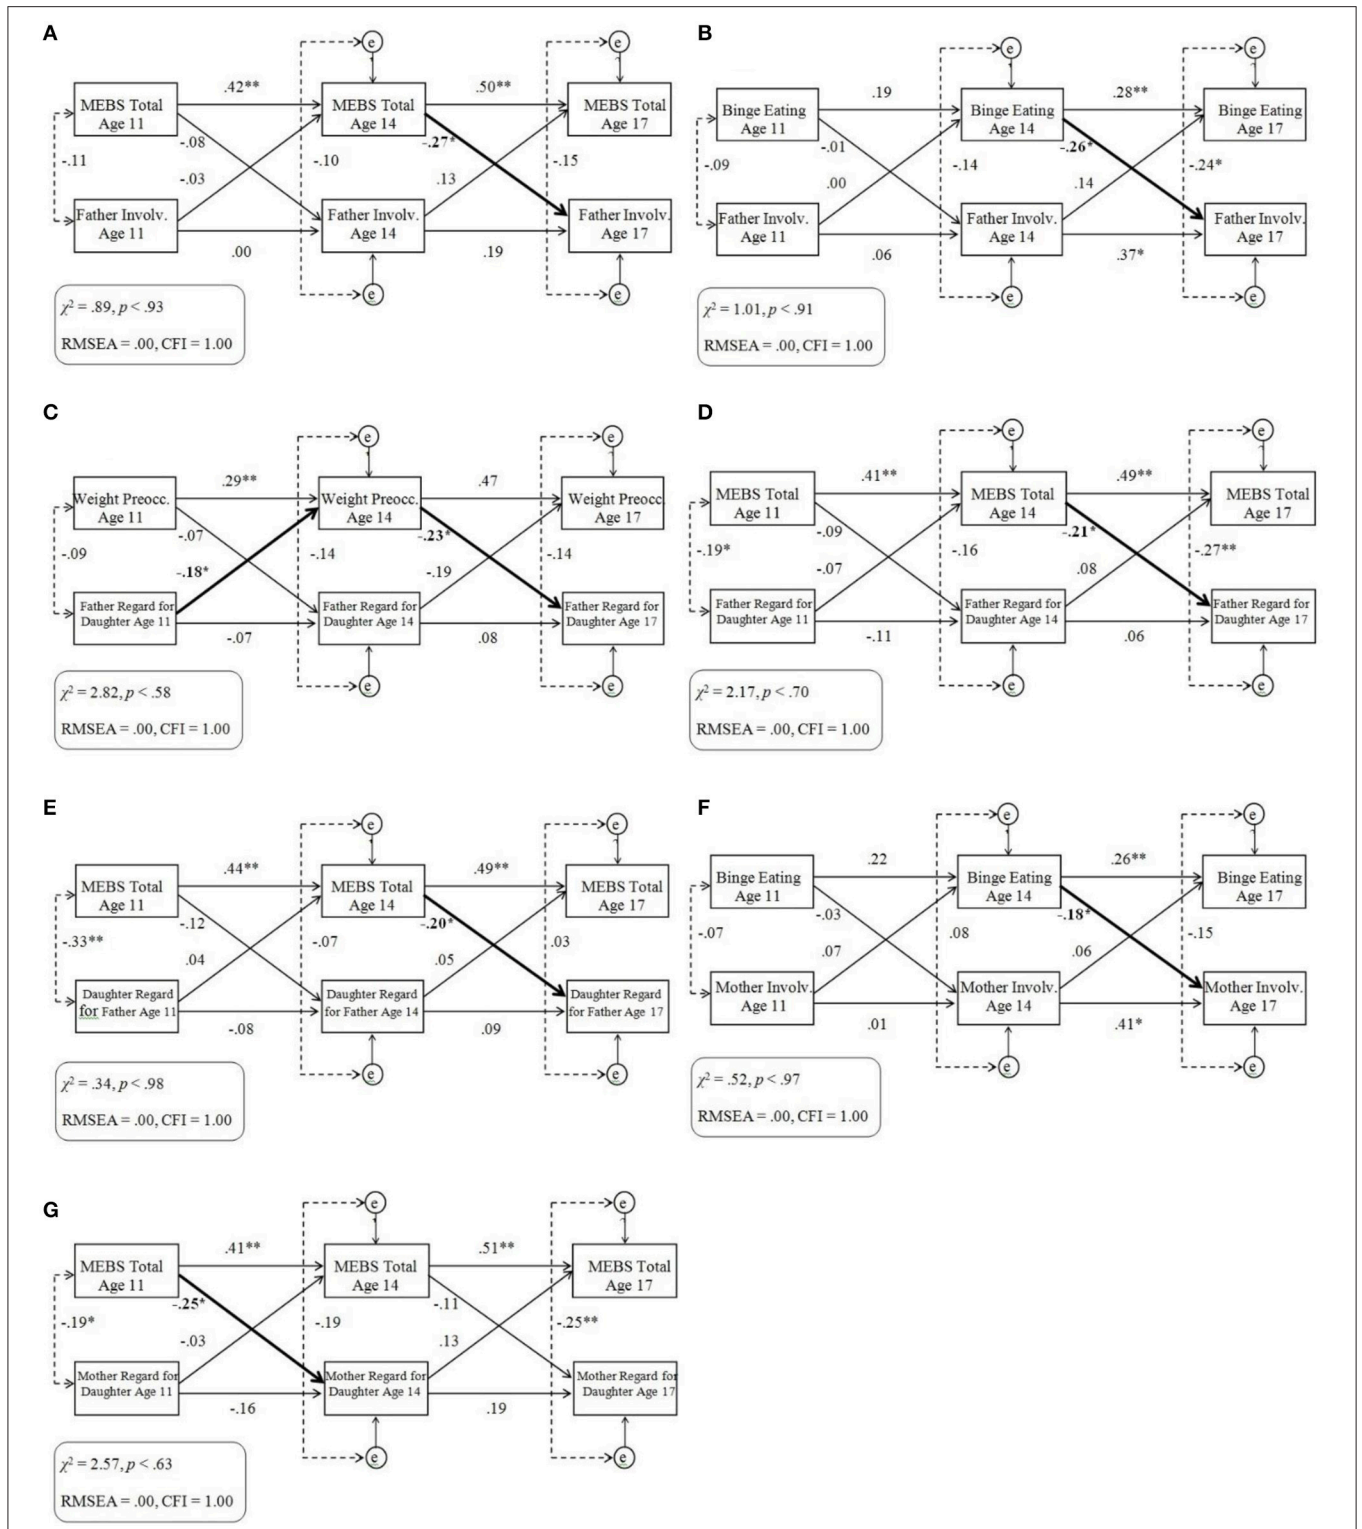 A
e
.42**
.50**
MEBS Total
Age 11
MEBS Total
Age 14
MEBS Total
Age 17
-.08
-.27*
-.11
-.10
-.15
-.03
.13
Father Involv.
Age 11
Father Involv.
Age 14
Father Involv.
Age 17
.00
.19
e
e
e
χ² = .89, p < .93
RMSEA = .00, CFI = 1.00
B
e
e
.19
.28**
Binge Eating
Age 11
Binge Eating
Age 14
Binge Eating
Age 17
-.01
-.26*
-.09
-.14
-.24*
.00
.14
Father Involv.
Age 11
Father Involv.
Age 14
Father Involv.
Age 17
.06
.37*
e
e
χ² = 1.01, p < .91
RMSEA = .00, CFI = 1.00
C
e
e
.29**
.47
Weight Preocc.
Age 11
Weight Preocc.
Age 14
Weight Preocc.
Age 17
-.07
-.23*
-.09
-.14
-.14
-.18*
-.19
Father Regard for
Daughter Age 11
Father Regard for
Daughter Age 14
Father Regard for
Daughter Age 17
-.07
.08
e
e
χ² = 2.82, p < .58
RMSEA = .00, CFI = 1.00
D
e
e
.41**
.49**
MEBS Total
Age 11
MEBS Total
Age 14
MEBS Total
Age 17
-.09
-.21*
-.19*
-.16
-.27**
-.07
.08
Father Regard for
Daughter Age 11
Father Regard for
Daughter Age 14
Father Regard for
Daughter Age 17
-.11
.06
e
e
χ² = 2.17, p < .70
RMSEA = .00, CFI = 1.00
E
e
e
.44**
.49**
MEBS Total
Age 11
MEBS Total
Age 14
MEBS Total
Age 17
-.12
-.20*
-.33**
-.07
.03
.04
.05
Daughter Regard
for Father Age 11
Daughter Regard
for Father Age 14
Daughter Regard
for Father Age 17
-.08
.09
e
e
χ² = .34, p < .98
RMSEA = .00, CFI = 1.00
F
e
e
.22
.26**
Binge Eating
Age 11
Binge Eating
Age 14
Binge Eating
Age 17
-.03
-.18*
-.07
.08
-.15
.07
.06
Mother Involv.
Age 11
Mother Involv.
Age 14
Mother Involv.
Age 17
.01
.41*
e
e
χ² = .52, p < .97
RMSEA = .00, CFI = 1.00
G
e
e
.41**
.51**
MEBS Total
Age 11
MEBS Total
Age 14
MEBS Total
Age 17
-.25*
-.11
-.19*
-.19
-.25**
-.03
.13
Mother Regard for
Daughter Age 11
Mother Regard for
Daughter Age 14
Mother Regard for
Daughter Age 17
-.16
.19
e
e
χ² = 2.57, p < .63
RMSEA = .00, CFI = 1.00